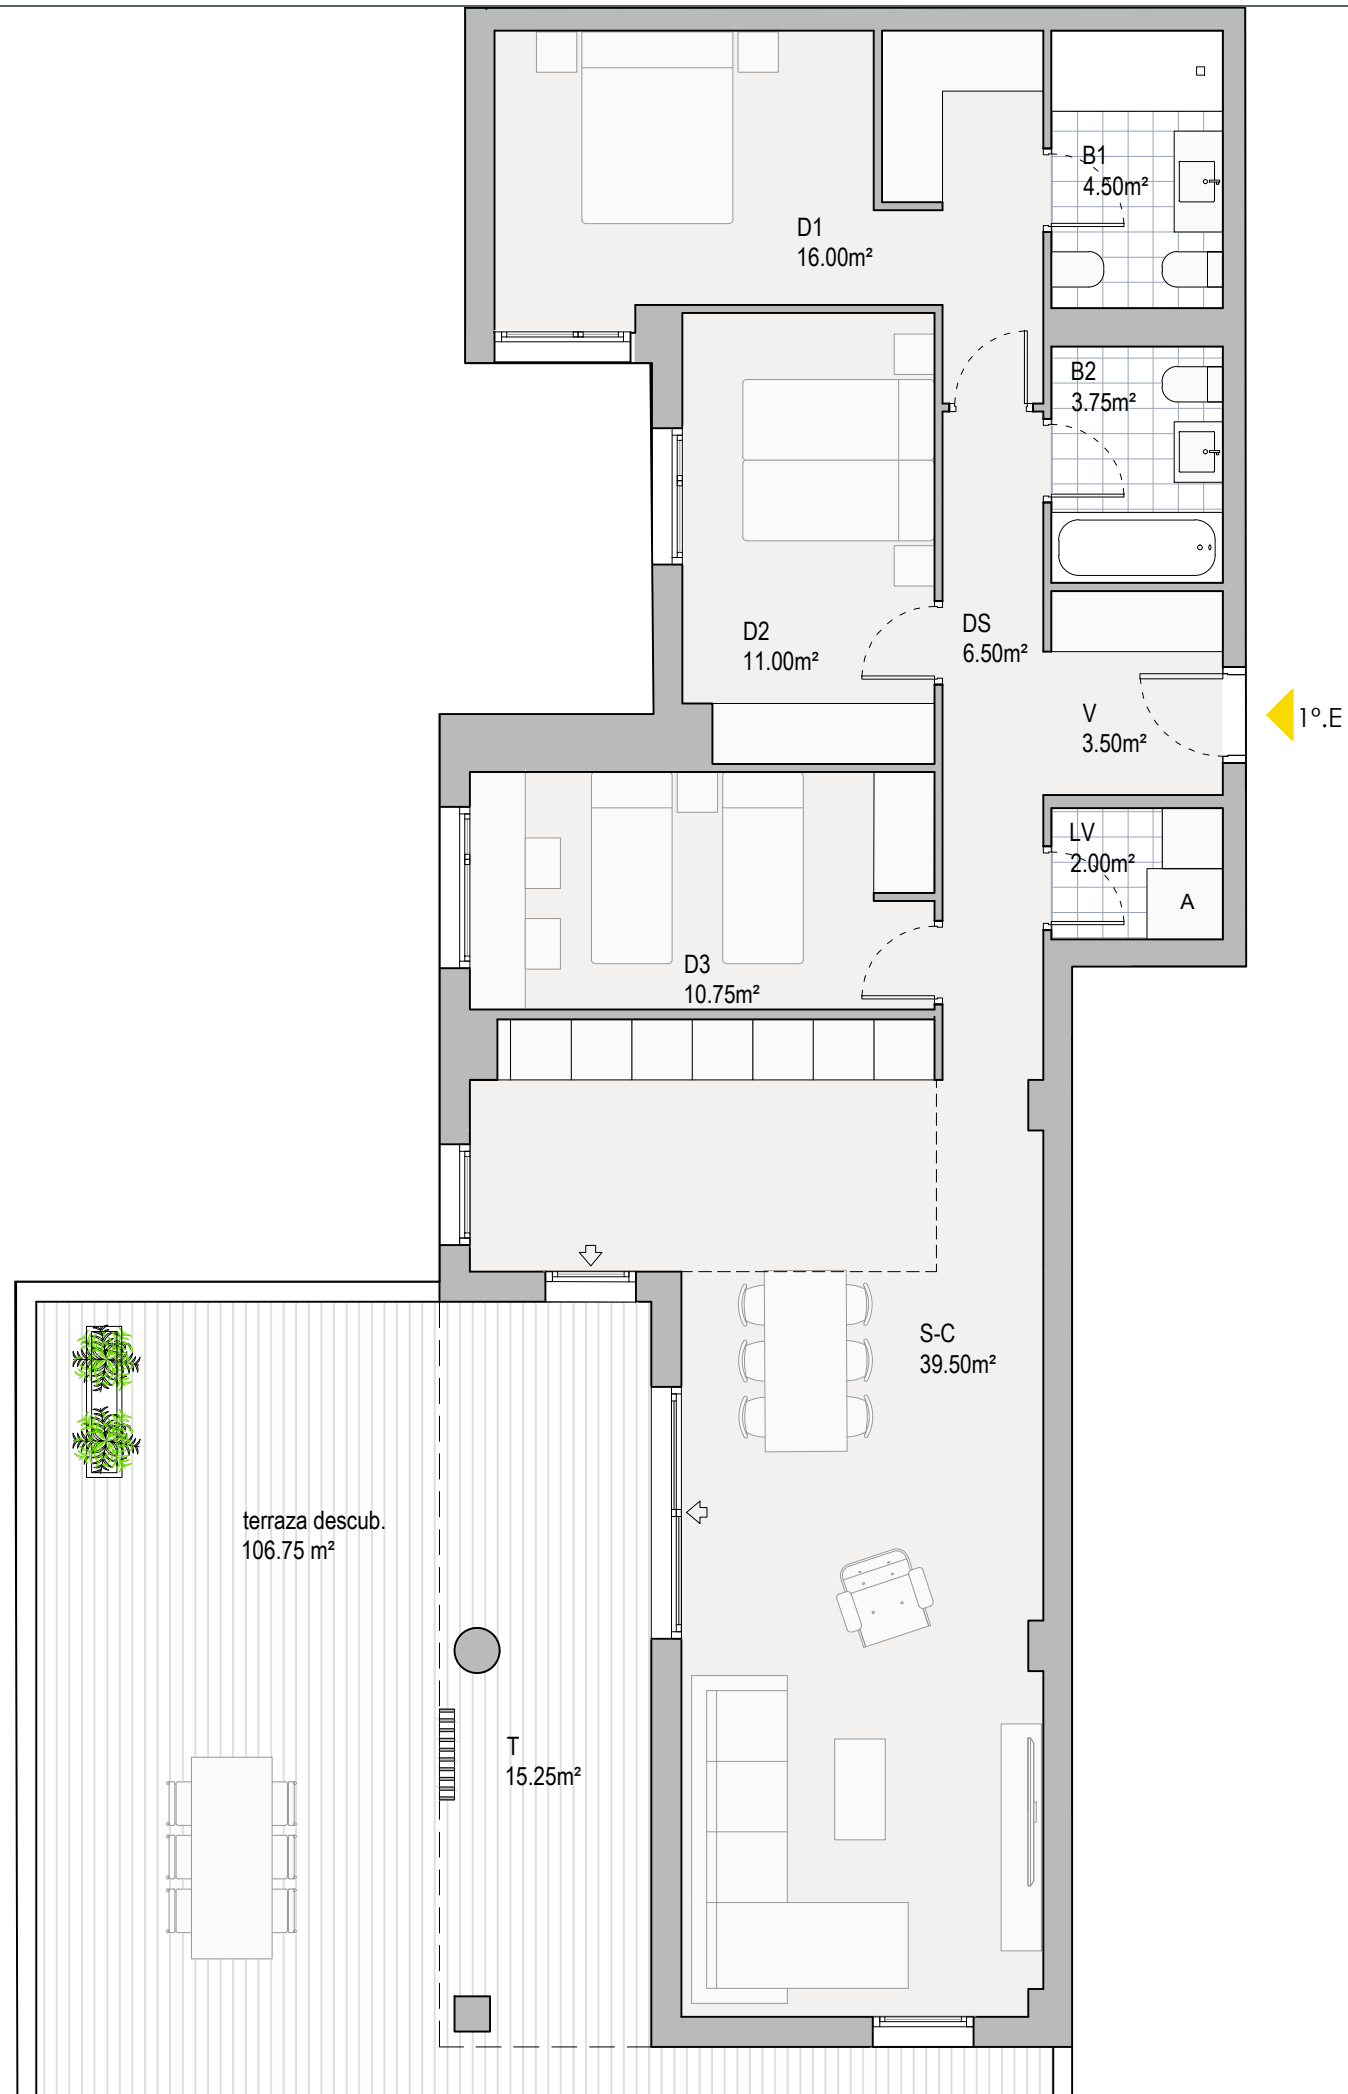 B1
4.50m²
D1
16.00m²
B2
3.75m²
D2
11.00m²
DS
6.50m²
V
3.50m²
1º.E
LV
2.00m²
A
D3
10.75m²
S-C
39.50m²
terraza descub.
106.75 m²
T
15.25m²